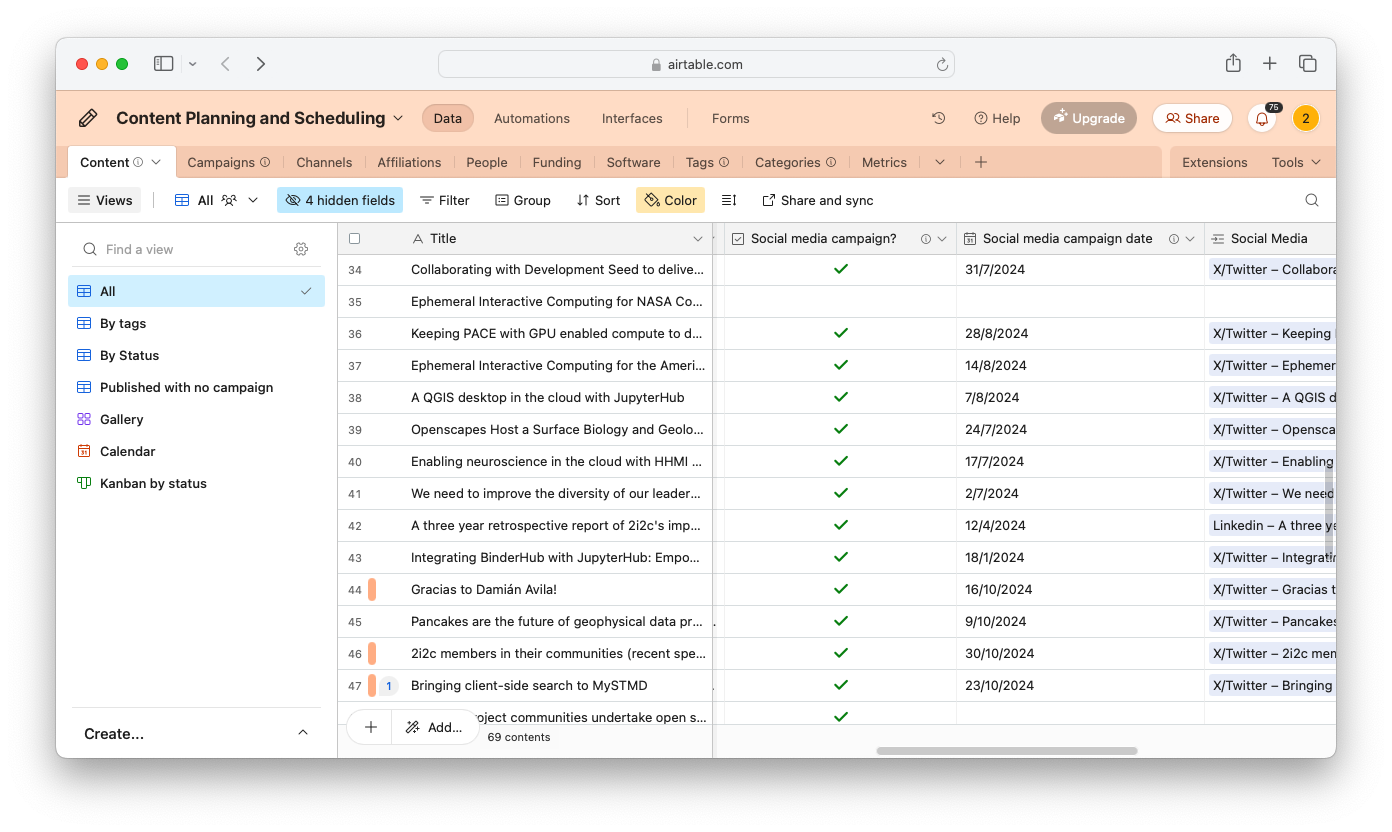 airtable.com
Content Planning and Scheduling Data Automations Interfaces Forms Help Upgrade Share 75 2
Content Campaigns Channels Affiliations People Funding Software Tags Categories Metrics Extensions Tools
Views All 4 hidden fields Filter Group Sort Color Share and sync
Find a view
All
By tags
By Status
Published with no campaign
Gallery
Calendar
Kanban by status
Create...
Title Social media campaign? Social media campaign date Social Media
34 Collaborating with Development Seed to delive... 31/7/2024 X/Twitter – Collabora
35 Ephemeral Interactive Computing for NASA Co...
36 Keeping PACE with GPU enabled compute to d... 28/8/2024 X/Twitter – Keeping
37 Ephemeral Interactive Computing for the Ameri... 14/8/2024 X/Twitter – Ephemer
38 A QGIS desktop in the cloud with JupyterHub 7/8/2024 X/Twitter – A QGIS d
39 Openscapes Host a Surface Biology and Geolo... 24/7/2024 X/Twitter – Opensca
40 Enabling neuroscience in the cloud with HHMI ... 17/7/2024 X/Twitter – Enabling
41 We need to improve the diversity of our leader... 2/7/2024 X/Twitter – We need
42 A three year retrospective report of 2i2c's imp... 12/4/2024 Linkedin – A three ye
43 Integrating BinderHub with JupyterHub: Empo... 18/1/2024 X/Twitter – Integratin
44 Gracias to Damián Avila! 16/10/2024 X/Twitter – Gracias t
45 Pancakes are the future of geophysical data pr... 9/10/2024 X/Twitter – Pancakes
46 2i2c members in their communities (recent spe... 30/10/2024 X/Twitter – 2i2c mem
47 1 Bringing client-side search to MySTMD 23/10/2024 X/Twitter – Bringing
oject communities undertake open s...
Add...
69 contents